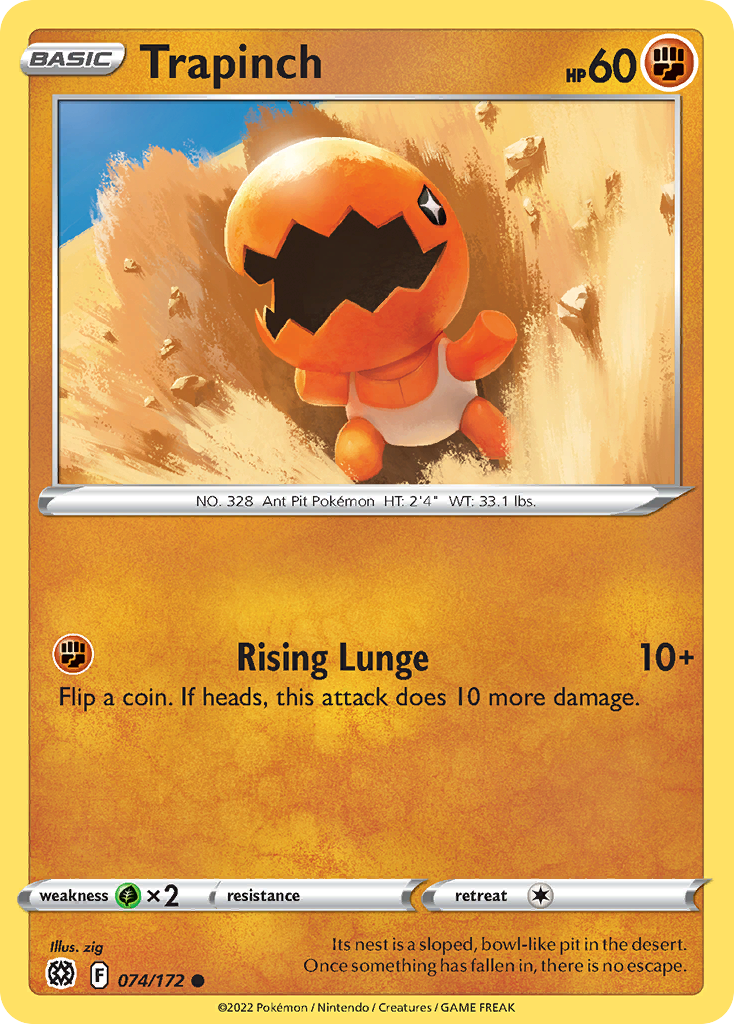 BASIC Trapinch HP60
NO. 328 Ant Pit Pokémon HT: 2'4" WT: 33.1 lbs.
Rising Lunge 10+
Flip a coin. If heads, this attack does 10 more damage.
weakness ×2 resistance retreat
Illus. zig
Its nest is a sloped, bowl-like pit in the desert.
Once something has fallen in, there is no escape.
F 074/172
©2022 Pokémon / Nintendo / Creatures / GAME FREAK